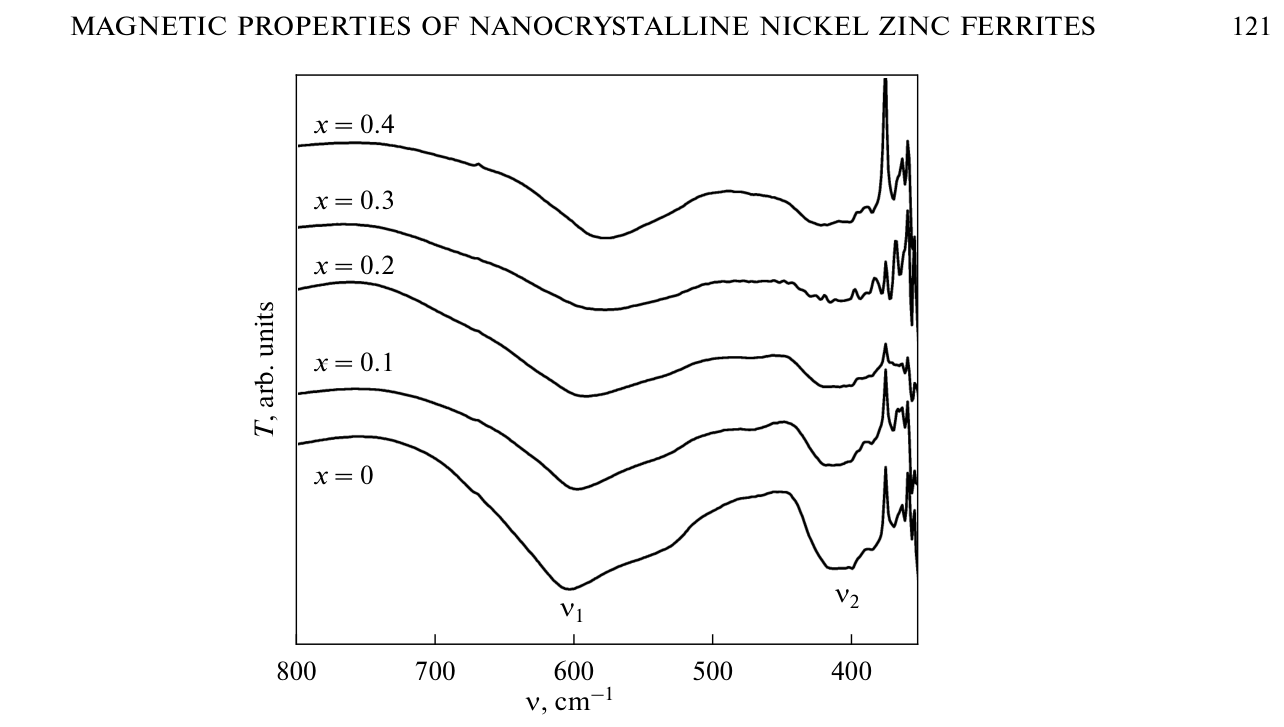 MAGNETIC PROPERTIES OF NANOCRYSTALLINE NICKEL ZINC FERRITES 121
x = 0.4
x = 0.3
x = 0.2
x = 0.1
x = 0
T, arb. units
ν₁
ν₂
800 700 600 500 400
ν, cm⁻¹